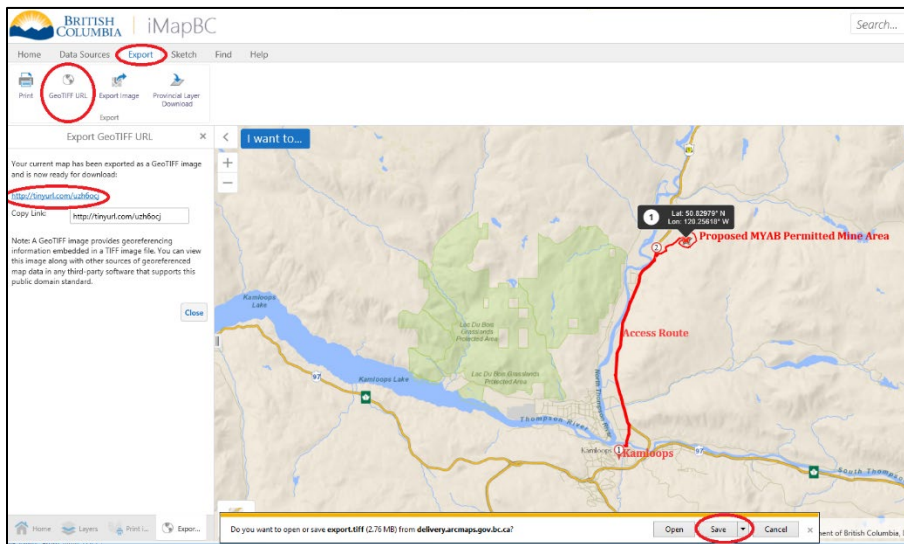 BRITISH
COLUMBIA
iMapBC
Search...
Home Data Sources Export Sketch Find Help
Print GeoTIFF URL Export Image Provincial Layer
Download
Export
Export GeoTIFF URL ×
Your current map has been exported as a GeoTIFF image
and is now ready for download:
http://tinyurl.com/uzh6ocj
Copy Link: http://tinyurl.com/uzh6ocj
Note: A GeoTIFF image provides georeferencing
information embedded in a TIFF image file. You can view
this image along with other sources of georeferenced
map data in any third-party software that supports this
public domain standard.
Close
I want to...
+
−
1 Lat: 50.82979° N
Lon: 120.25618° W
2
Proposed MYAB Permitted Mine Area
Kamloops
Lake
Lac Du Bois
Grasslands
Protected Area
Access Route
Lac Du Bois Grasslands
Protected Area
97
Kamloops Lake
North Thompson River
1
Thompson River
Kamloops
Kamloops
97
1
1
South Thompson
Home Layers Print i... Expor...
Do you want to open or save export.tiff (2.76 MB) from delivery.arcmaps.gov.bc.ca? Open Save Cancel ×
ent of British Columbia,